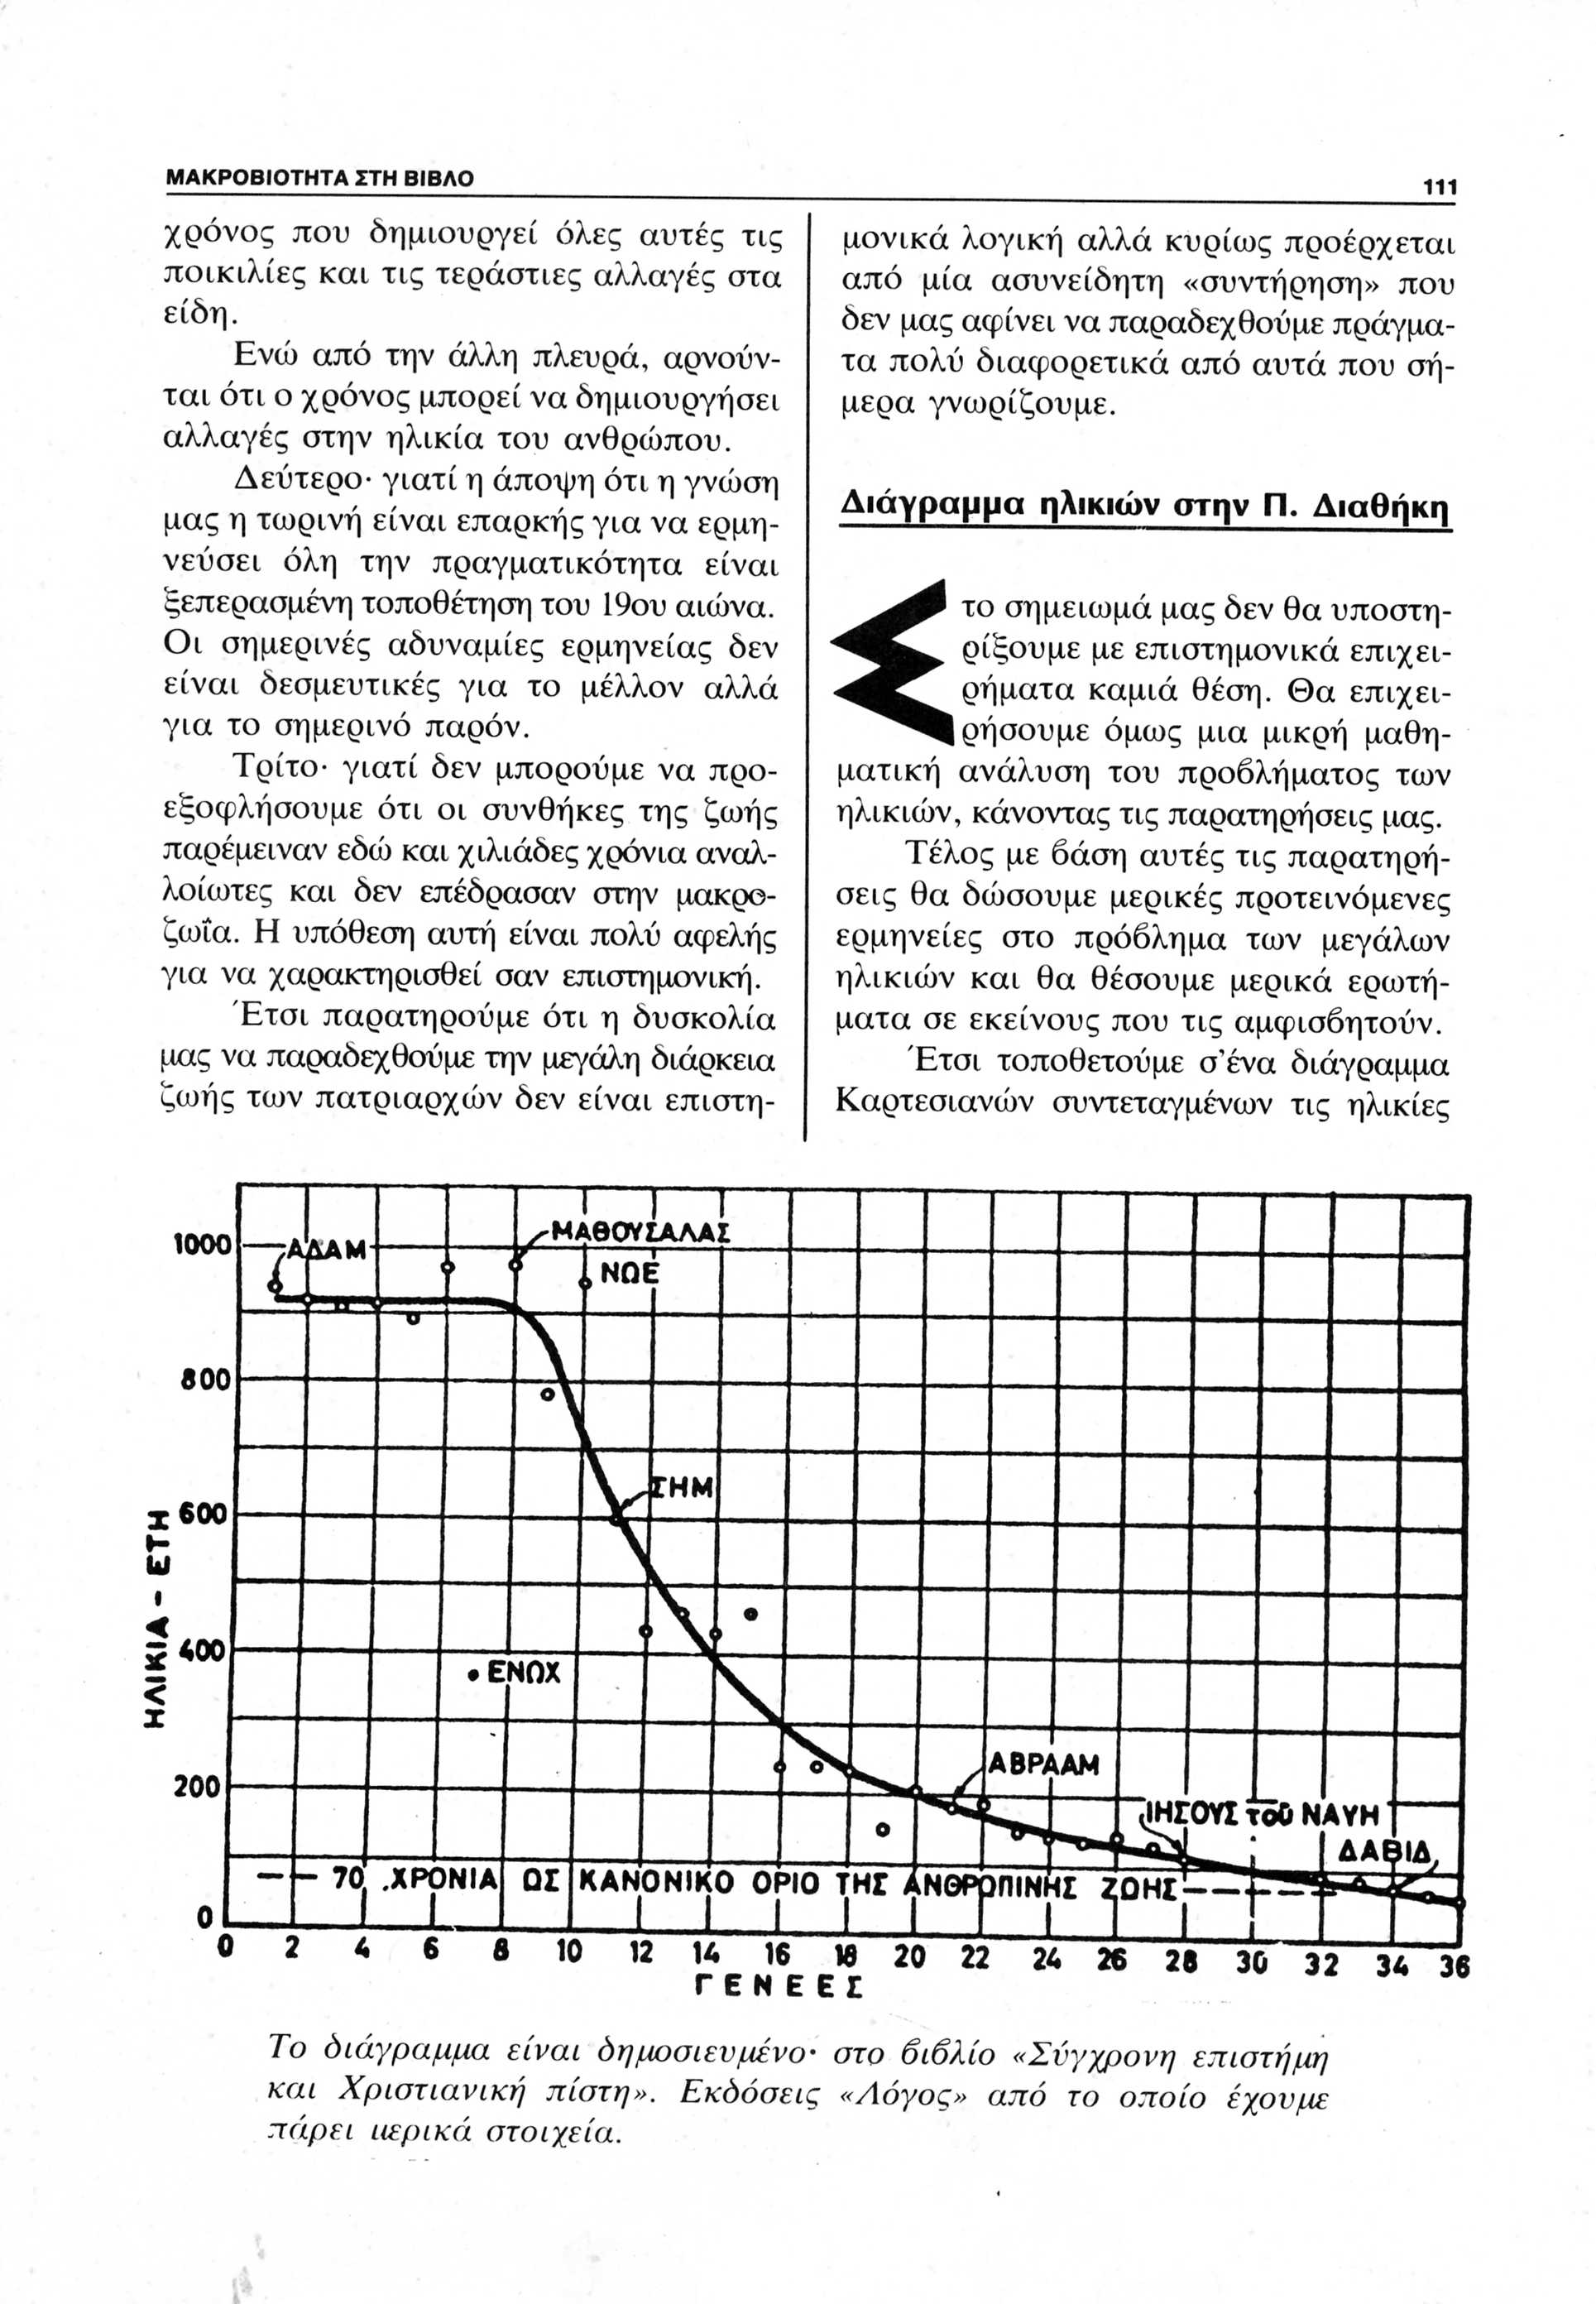 ΜΑΚΡΟΒΙΟΤΗΤΑ ΣΤΗ ΒΙΒΛΟ
111
χρόνος που δημιουργεί όλες αυτές τις
ποικιλίες και τις τεράστιες αλλαγές στα
είδη.
Ενώ από την άλλη πλευρά, αρνούν-
ται ότι ο χρόνος μπορεί να δημιουργήσει
αλλαγές στην ηλικία του ανθρώπου.
Δεύτερο· γιατί η άποψη ότι η γνώση
μας η τωρινή είναι επαρκής για να ερμη-
νεύσει όλη την πραγματικότητα είναι
ξεπερασμένη τοποθέτηση του 19ου αιώνα.
Οι σημερινές αδυναμίες ερμηνείας δεν
είναι δεσμευτικές για το μέλλον αλλά
για το σημερινό παρόν.
Τρίτο· γιατί δεν μπορούμε να προ-
εξοφλήσουμε ότι οι συνθήκες της ζωής
παρέμειναν εδώ και χιλιάδες χρόνια αναλ-
λοίωτες και δεν επέδρασαν στην μακρο-
ζωΐα. Η υπόθεση αυτή είναι πολύ αφελής
για να χαρακτηρισθεί σαν επιστημονική.
Έτσι παρατηρούμε ότι η δυσκολία
μας να παραδεχθούμε την μεγάλη διάρκεια
ζωής των πατριαρχών δεν είναι επιστη-
μονικά λογική αλλά κυρίως προέρχεται
από μία ασυνείδητη «συντήρηση» που
δεν μας αφίνει να παραδεχθούμε πράγμα-
τα πολύ διαφορετικά από αυτά που σή-
μερα γνωρίζουμε.
Διάγραμμα ηλικιών στην Π. Διαθήκη
Στο σημειωμά μας δεν θα υποστη-
ρίξουμε με επιστημονικά επιχει-
ρήματα καμιά θέση. Θα επιχει-
ρήσουμε όμως μια μικρή μαθη-
ματική ανάλυση του προβλήματος των
ηλικιών, κάνοντας τις παρατηρήσεις μας.
Τέλος με βάση αυτές τις παρατηρή-
σεις θα δώσουμε μερικές προτεινόμενες
ερμηνείες στο πρόβλημα των μεγάλων
ηλικιών και θα θέσουμε μερικά ερωτή-
ματα σε εκείνους που τις αμφισβητούν.
Έτσι τοποθετούμε σ'ένα διάγραμμα
Καρτεσιανών συντεταγμένων τις ηλικίες
ΗΛΙΚΙΑ - ΕΤΗ
1000
800
600
400
200
0
ΑΔΑΜ
ΜΑΘΟΥΣΑΛΑΣ
ΝΩΕ
ΣΗΜ
ΕΝΩΧ
ΑΒΡΑΑΜ
ΙΗΣΟΥΣ τοῦ ΝΑΥΗ
ΔΑΒΙΔ
70 ΧΡΟΝΙΑ ΩΣ ΚΑΝΟΝΙΚΟ ΟΡΙΟ ΤΗΣ ΑΝΘΡΩΠΙΝΗΣ ΖΩΗΣ
0 2 4 6 8 10 12 14 16 18 20 22 24 26 28 30 32 34 36
ΓΕΝΕΕΣ
Το διάγραμμα είναι δημοσιευμένο· στο βιβλίο «Σύγχρονη επιστήμη
και Χριστιανική πίστη». Εκδόσεις «Λόγος» από το οποίο έχουμε
πάρει μερικά στοιχεία.